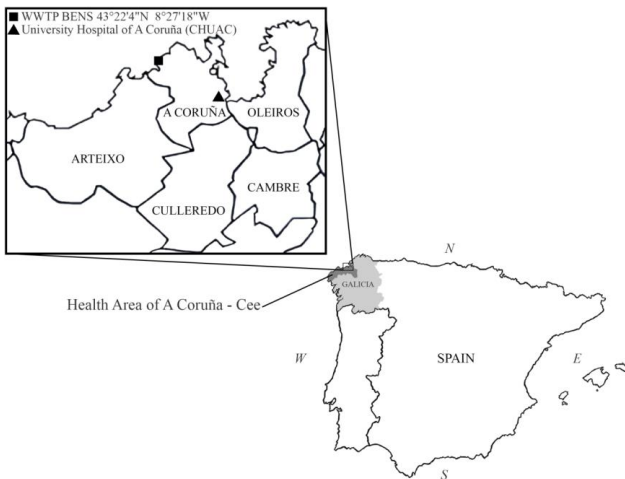 WWTP BENS 43°22'4"N 8°27'18"W
University Hospital of A Coruña (CHUAC)
A CORUÑA
OLEIROS
ARTEIXO
CAMBRE
CULLEREDO
N
GALICIA
Health Area of A Coruña - Cee
W
SPAIN
E
S